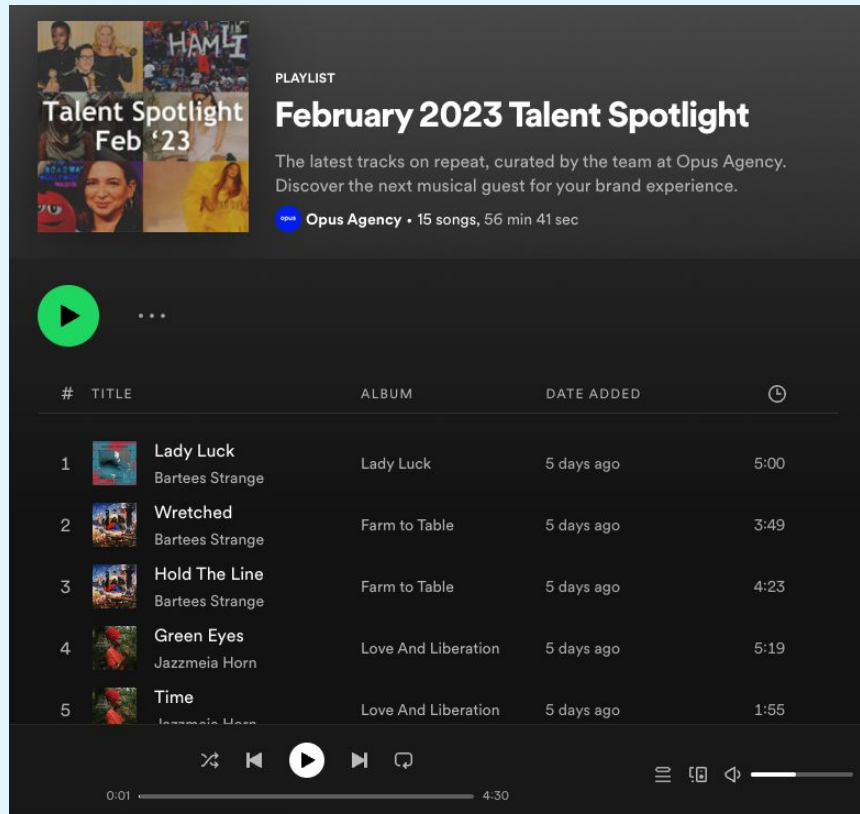 HAMLI
Talent Spotlight
Feb ‘23
PLAYLIST
February 2023 Talent Spotlight
The latest tracks on repeat, curated by the team at Opus Agency.
Discover the next musical guest for your brand experience.
opus Opus Agency • 15 songs, 56 min 41 sec
# TITLE ALBUM DATE ADDED
1 Lady Luck Lady Luck 5 days ago 5:00
Bartees Strange
2 Wretched Farm to Table 5 days ago 3:49
Bartees Strange
3 Hold The Line Farm to Table 5 days ago 4:23
Bartees Strange
4 Green Eyes Love And Liberation 5 days ago 5:19
Jazzmeia Horn
5 Time Love And Liberation 5 days ago 1:55
Jazzmeia Horn
0:01 4:30